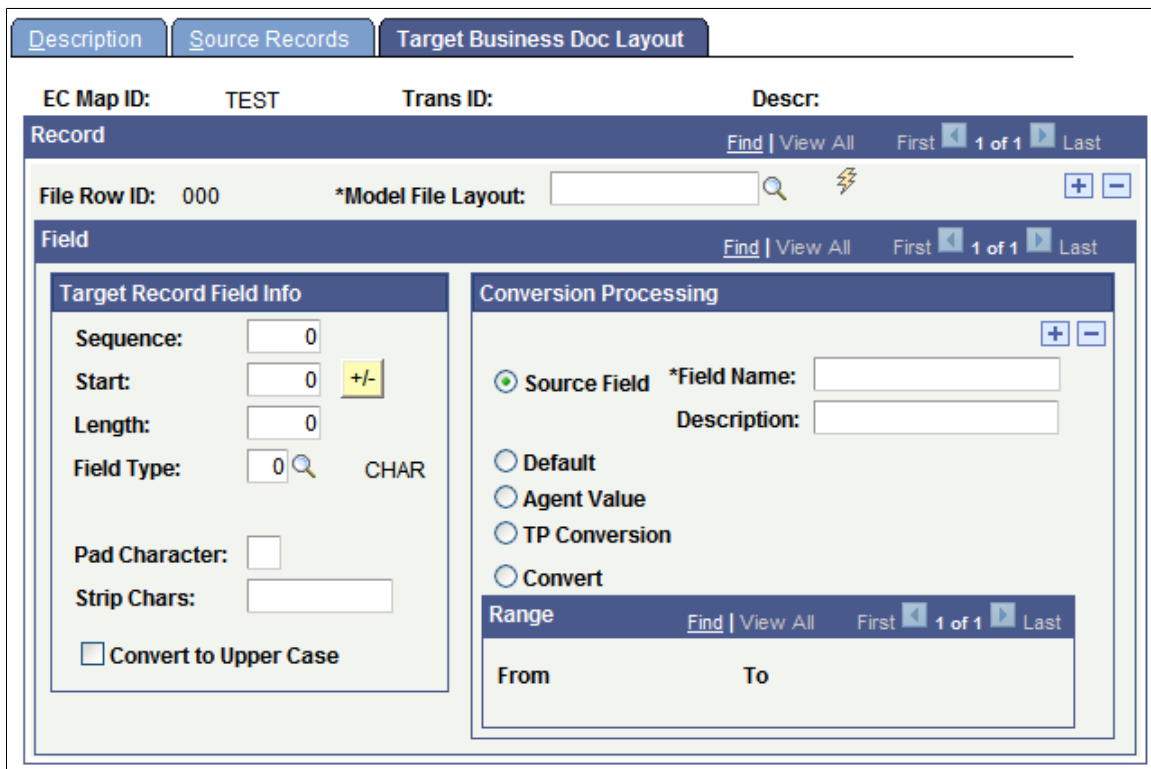 Description Source Records Target Business Doc Layout
EC Map ID: TEST Trans ID: Descr:
Record Find | View All First 1 of 1 Last
File Row ID: 000 *Model File Layout:
Field Find | View All First 1 of 1 Last
Target Record Field Info
Sequence: 0
Start: 0 +/-
Length: 0
Field Type: 0 CHAR
Pad Character:
Strip Chars:
Convert to Upper Case
Conversion Processing
Source Field *Field Name:
Description:
Default
Agent Value
TP Conversion
Convert
Range Find | View All First 1 of 1 Last
From To